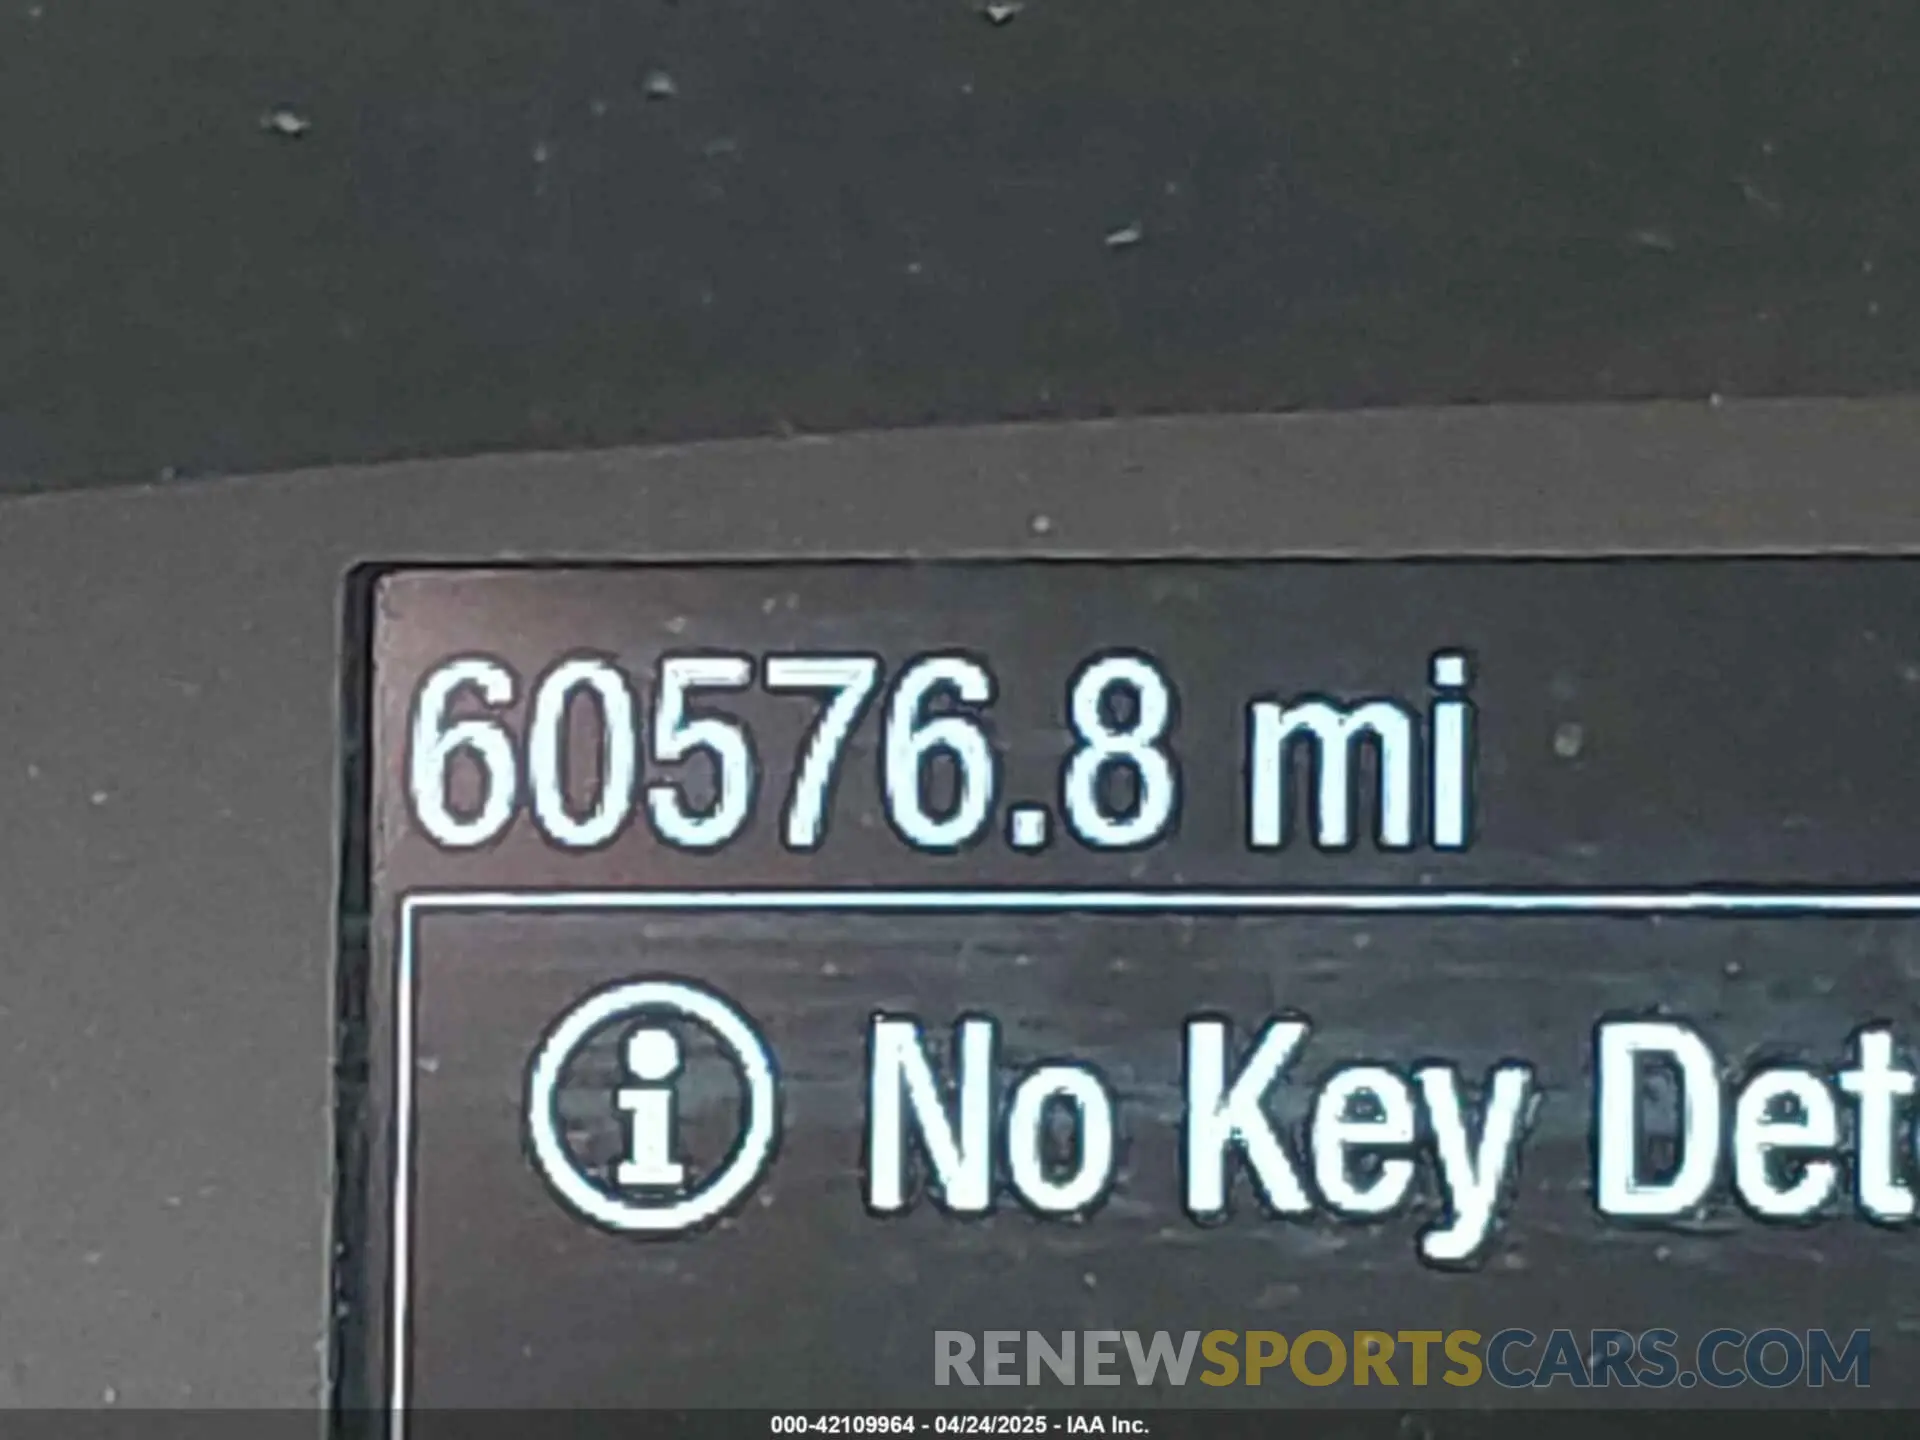 60576.8 mi
i No Key Det
RENEWSPORTSCARS.COM
000-42109964 - 04/24/2025 - IAA Inc.